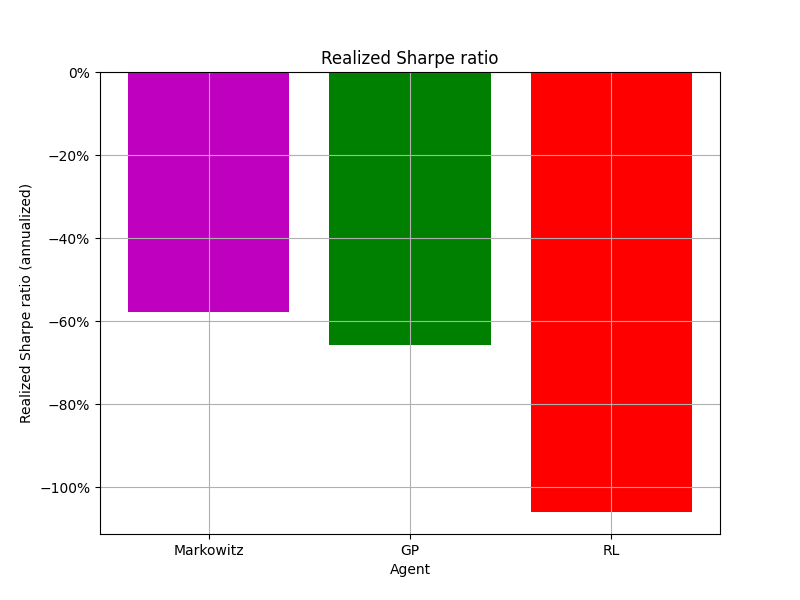 Realized Sharpe ratio
Realized Sharpe ratio (annualized)
0%
−20%
−40%
−60%
−80%
−100%
Markowitz
GP
RL
Agent